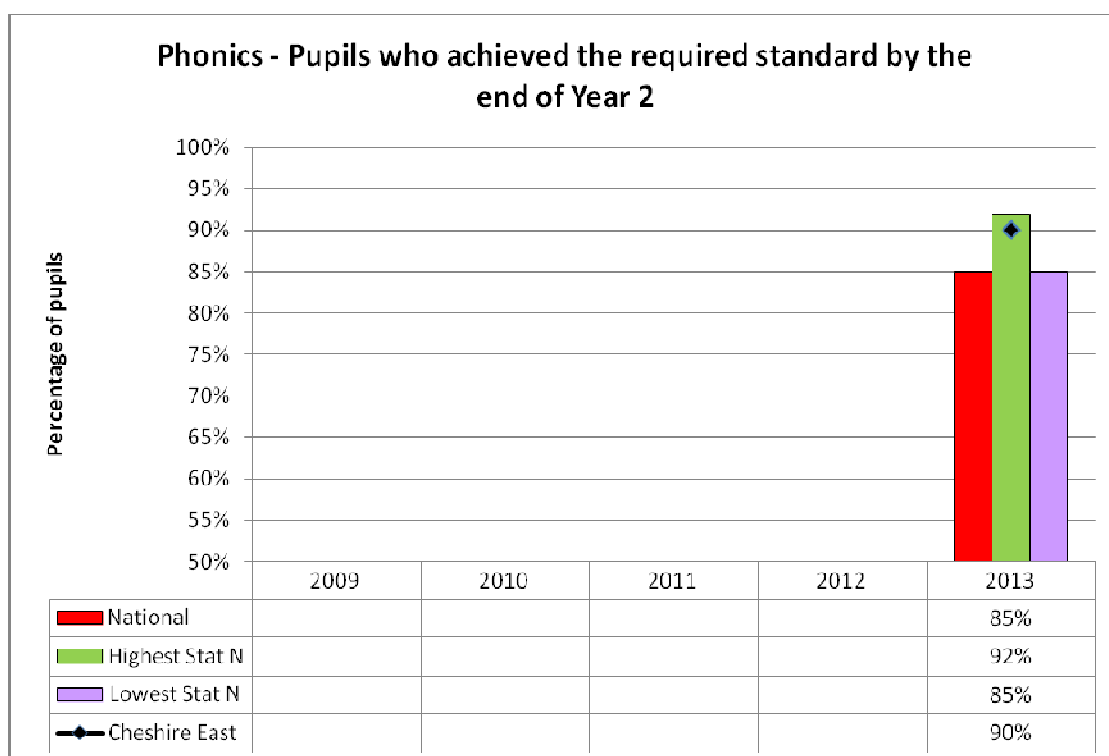 Phonics - Pupils who achieved the required standard by the
end of Year 2
Percentage of pupils
100%
95%
90%
85%
80%
75%
70%
65%
60%
55%
50%
2009 2010 2011 2012 2013
National 85%
Highest Stat N 92%
Lowest Stat N 85%
Cheshire East 90%